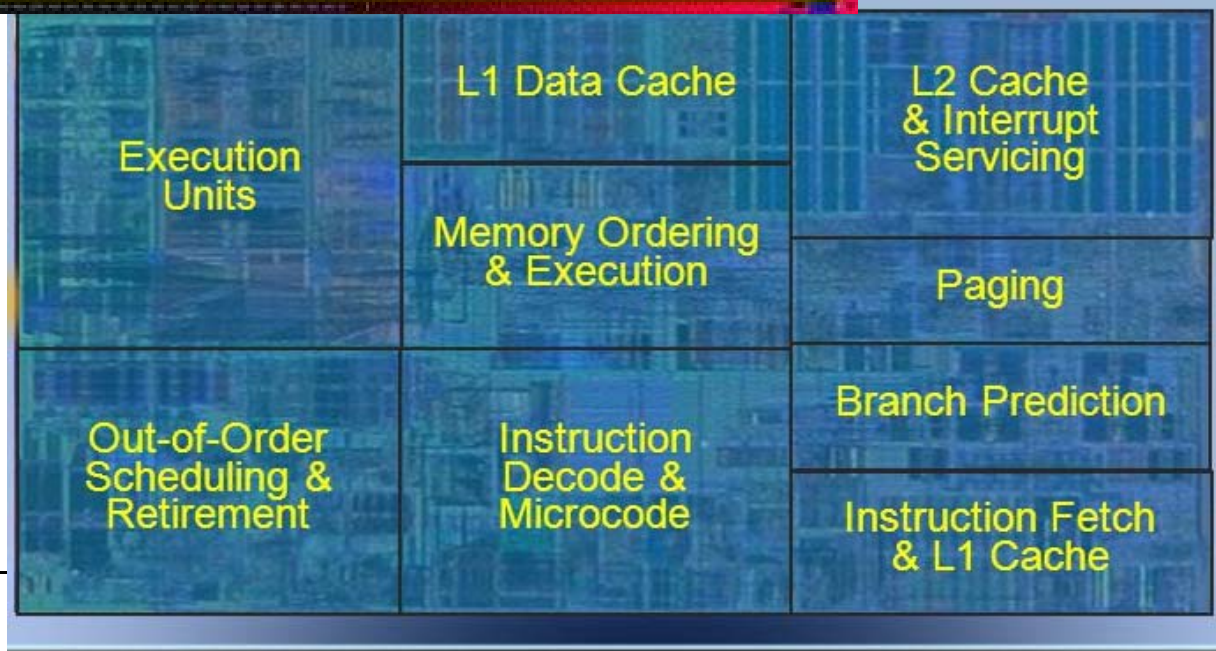 Execution
Units
L1 Data Cache
L2 Cache
& Interrupt
Servicing
Memory Ordering
& Execution
Paging
Out-of-Order
Scheduling &
Retirement
Instruction
Decode &
Microcode
Branch Prediction
Instruction Fetch
& L1 Cache